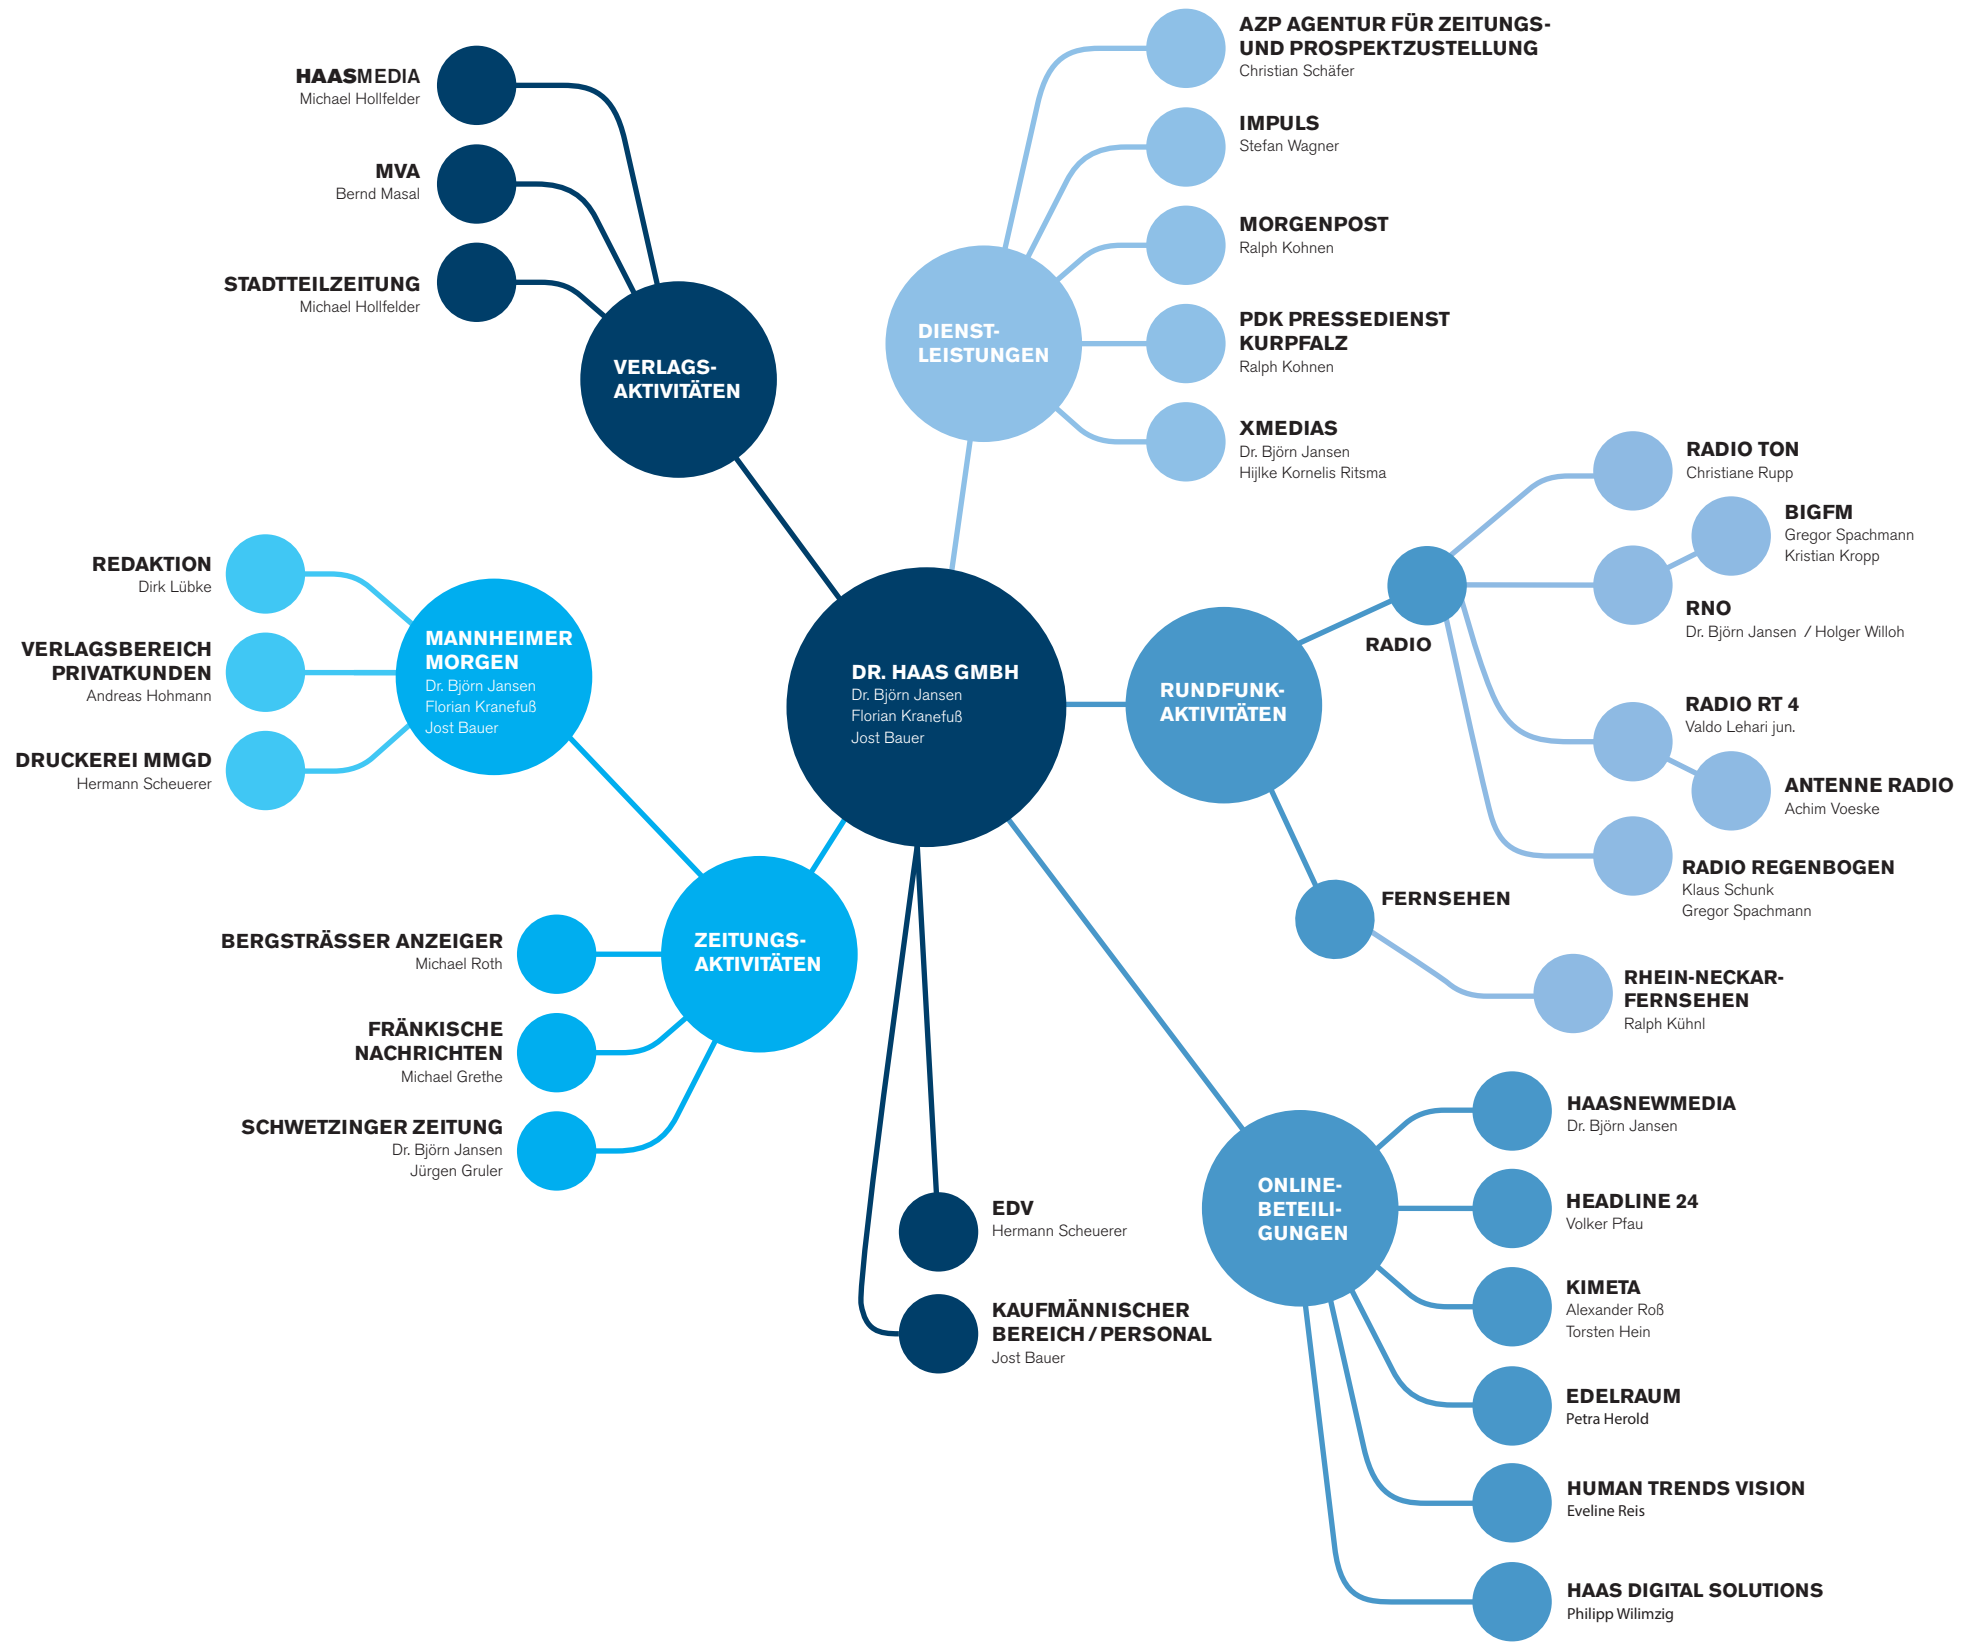 HAASMEDIA
Michael Hollfelder
MVA
Bernd Masal
STADTTEILZEITUNG
Michael Hollfelder
VERLAGS-
AKTIVITÄTEN
AZP AGENTUR FÜR ZEITUNGS-
UND PROSPEKTZUSTELLUNG
Christian Schäfer
IMPULS
Stefan Wagner
MORGENPOST
Ralph Kohnen
PDK PRESSEDIENST
KURPFALZ
Ralph Kohnen
XMEDIAS
Dr. Björn Jansen
Hijlke Kornelis Ritsma
DIENST-
LEISTUNGEN
REDAKTION
Dirk Lübke
VERLAGSBEREICH
PRIVATKUNDEN
Andreas Hohmann
DRUCKEREI MMGD
Hermann Scheuerer
MANNHEIMER
MORGEN
Dr. Björn Jansen
Florian Kranefuß
Jost Bauer
DR. HAAS GMBH
Dr. Björn Jansen
Florian Kranefuß
Jost Bauer
RUNDFUNK-
AKTIVITÄTEN
RADIO
RADIO TON
Christiane Rupp
BIGFM
Gregor Spachmann
Kristian Kropp
RNO
Dr. Björn Jansen / Holger Willoh
RADIO RT 4
Valdo Lehari jun.
ANTENNE RADIO
Achim Voeske
RADIO REGENBOGEN
Klaus Schunk
Gregor Spachmann
FERNSEHEN
RHEIN-NECKAR-
FERNSEHEN
Ralph Kühnl
BERGSTRÄSSER ANZEIGER
Michael Roth
FRÄNKISCHE
NACHRICHTEN
Michael Grethe
SCHWETZINGER ZEITUNG
Dr. Björn Jansen
Jürgen Gruler
ZEITUNGS-
AKTIVITÄTEN
EDV
Hermann Scheuerer
KAUFMÄNNISCHER
BEREICH / PERSONAL
Jost Bauer
ONLINE-
BETEILI-
GUNGEN
HAASNEWMEDIA
Dr. Björn Jansen
HEADLINE 24
Volker Pfau
KIMETA
Alexander Roß
Torsten Hein
EDELRAUM
Petra Herold
HUMAN TRENDS VISION
Eveline Reis
HAAS DIGITAL SOLUTIONS
Philipp Wilimzig